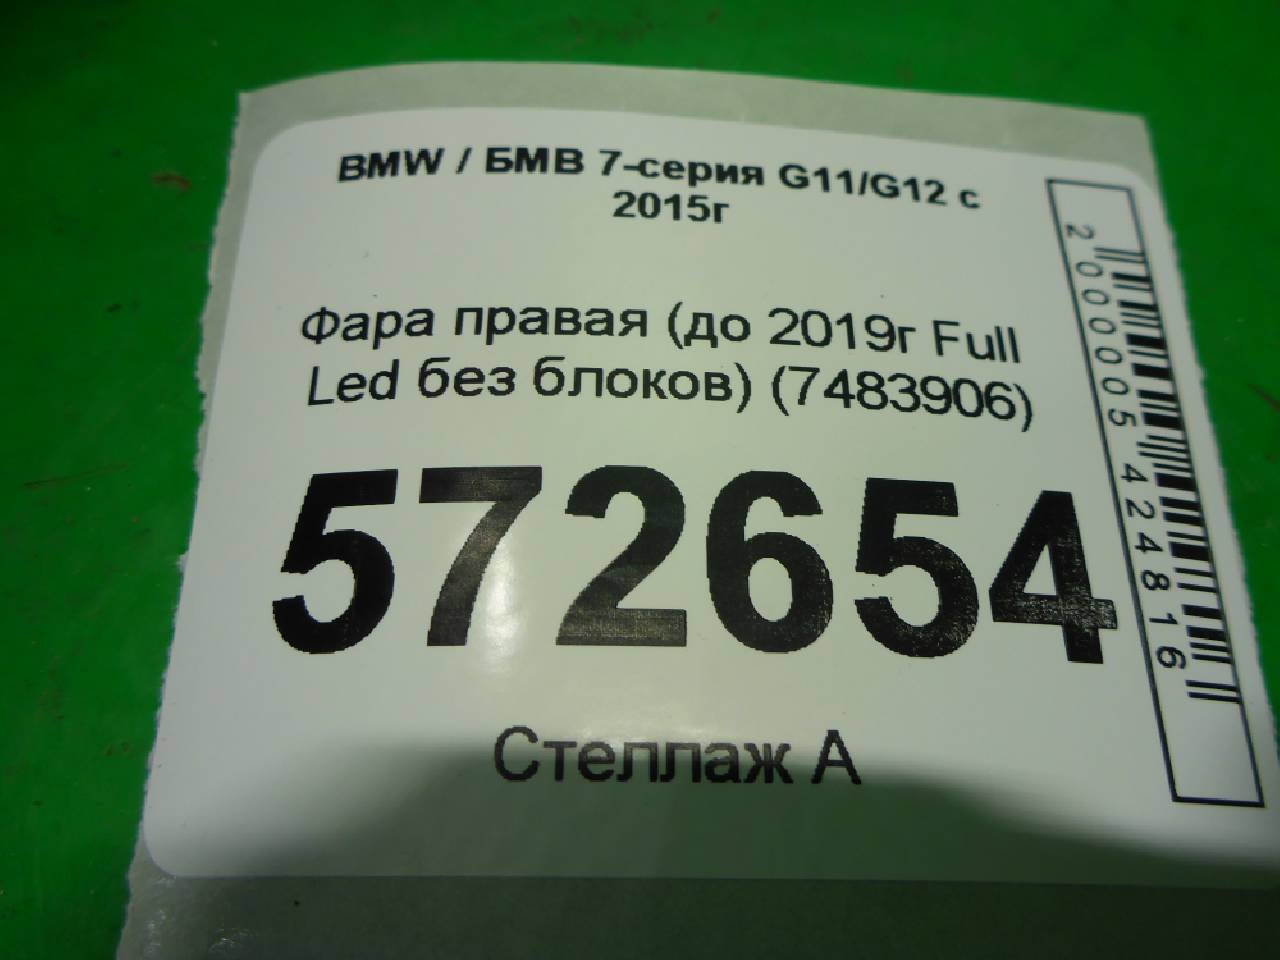 BMW / БМВ 7-серия G11/G12 с
2015г
Фара правая (до 2019г Full
Led без блоков) (7483906)
572654
Стеллаж А
2000005424816